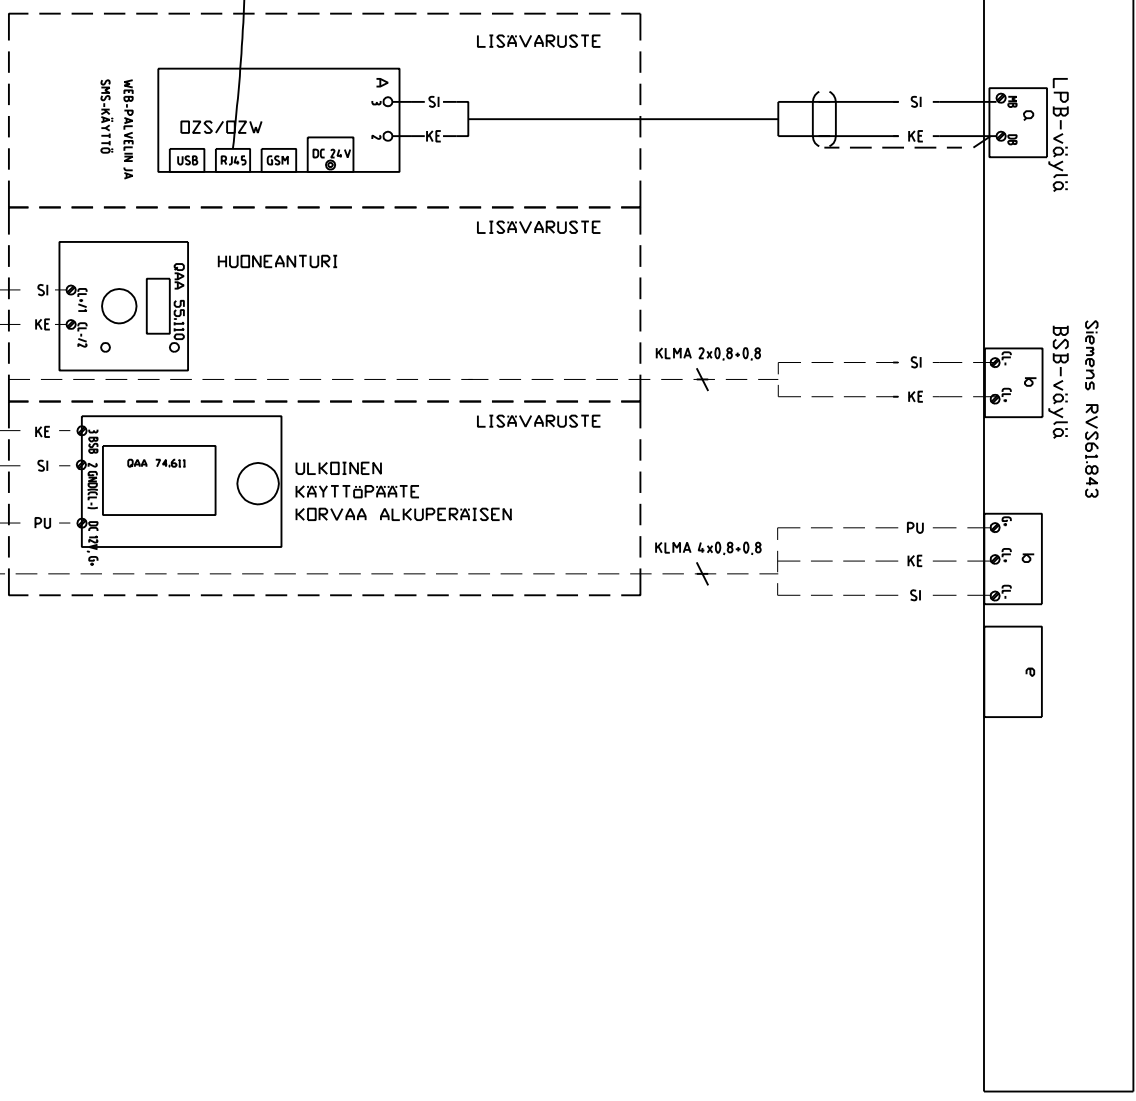 LISÄVARUSTE
WEB-PALVELIN JA
SMS-KÄYTTÖ
OZS/OZW
A
3
2
SI
KE
USB
RJ45
GSM
DC 24V
SI
KE
MB
DB
a
LPB-väylä
LISÄVARUSTE
HUONEANTURI
QAA 55.110
SI
KE
CL+/1
CL-/2
KLMA 2x0,8+0,8
SI
KE
CL-
CL+
b
BSB-väylä
Siemens RVS61.843
LISÄVARUSTE
KE
SI
PU
3 BSB
2 GND(CL-)
DC 12V, G+
QAA 74.611
ULKOINEN
KÄYTTöPÄÄTE
KORVAA ALKUPERÄISEN
KLMA 4x0,8+0,8
PU
KE
SI
G+
CL+
CL-
b
e